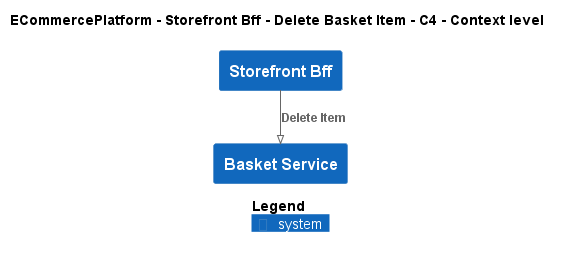 ECommercePlatform - Storefront Bff - Delete Basket Item - C4 - Context level
Storefront Bff
Delete Item
Basket Service
Legend
system